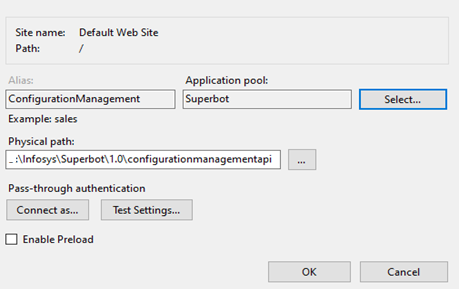 Site name: Default Web Site
Path: /
Alias: Application pool:
ConfigurationManagement Superbot Select...
Example: sales
Physical path:
_:\Infosys\Superbot\1.0\configurationmanagementapi ...
Pass-through authentication
Connect as... Test Settings...
Enable Preload
OK Cancel